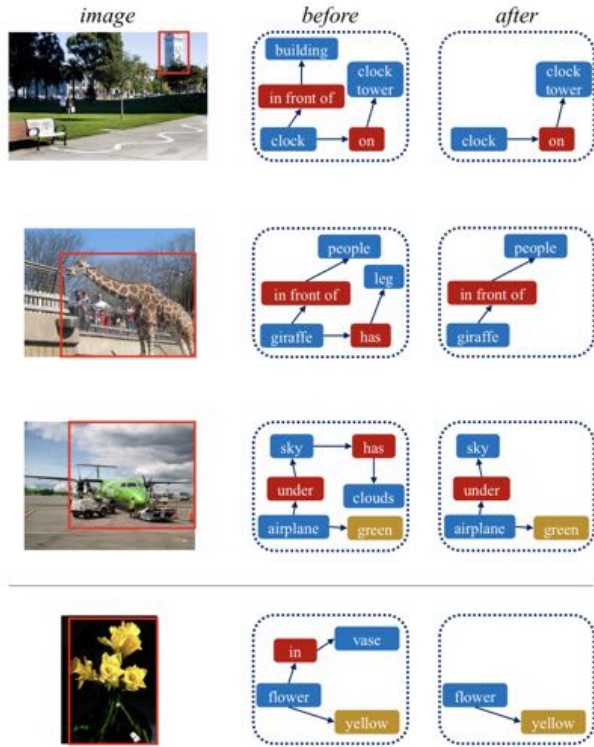 image before after
building
clock
tower
in front of
clock
on
clock
tower
clock
on
people
leg
in front of
giraffe
has
people
in front of
giraffe
sky
has
under
clouds
airplane
green
sky
under
airplane
green
in
vase
flower
yellow
flower
yellow